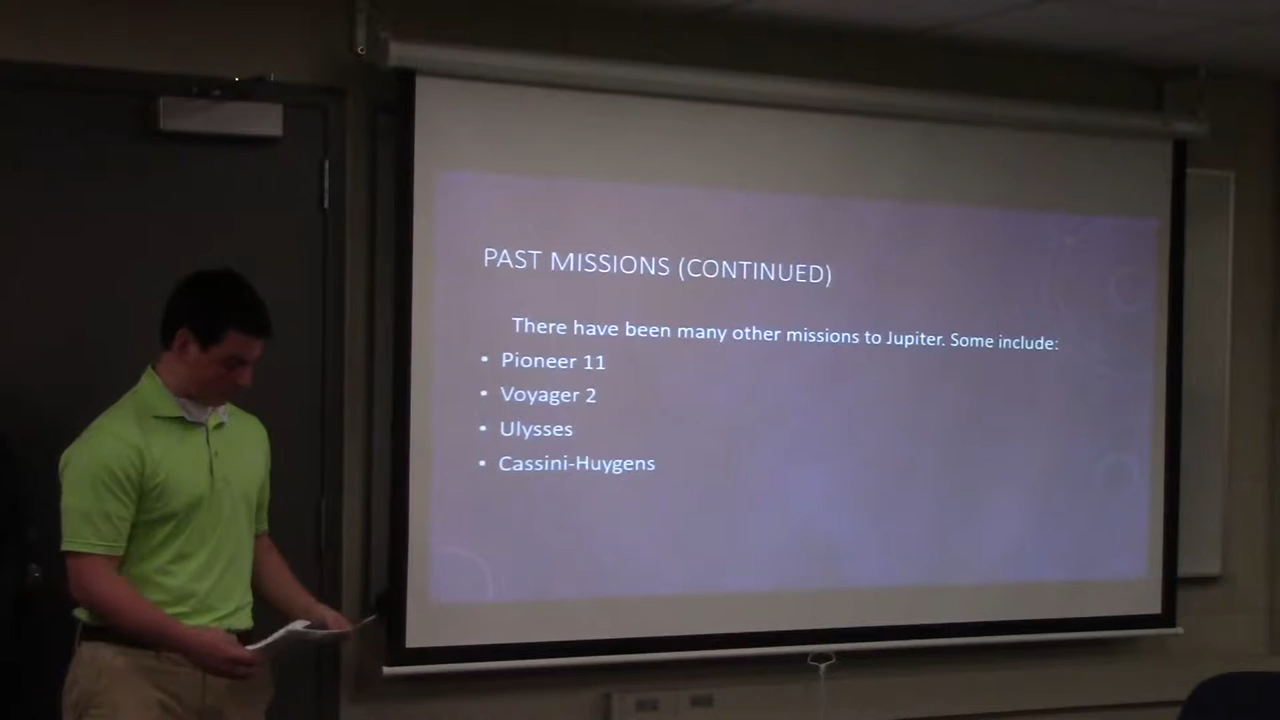 PAST MISSIONS (CONTINUED)
There have been many other missions to Jupiter. Some include:
• Pioneer 11
• Voyager 2
• Ulysses
• Cassini-Huygens